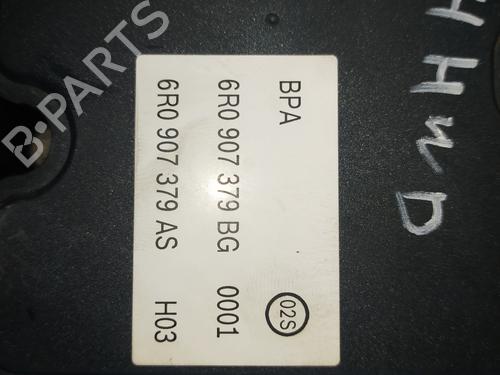 BPA 02S
6R0 907 379 BG 0001
6R0 907 379 AS H03
B-PARTS